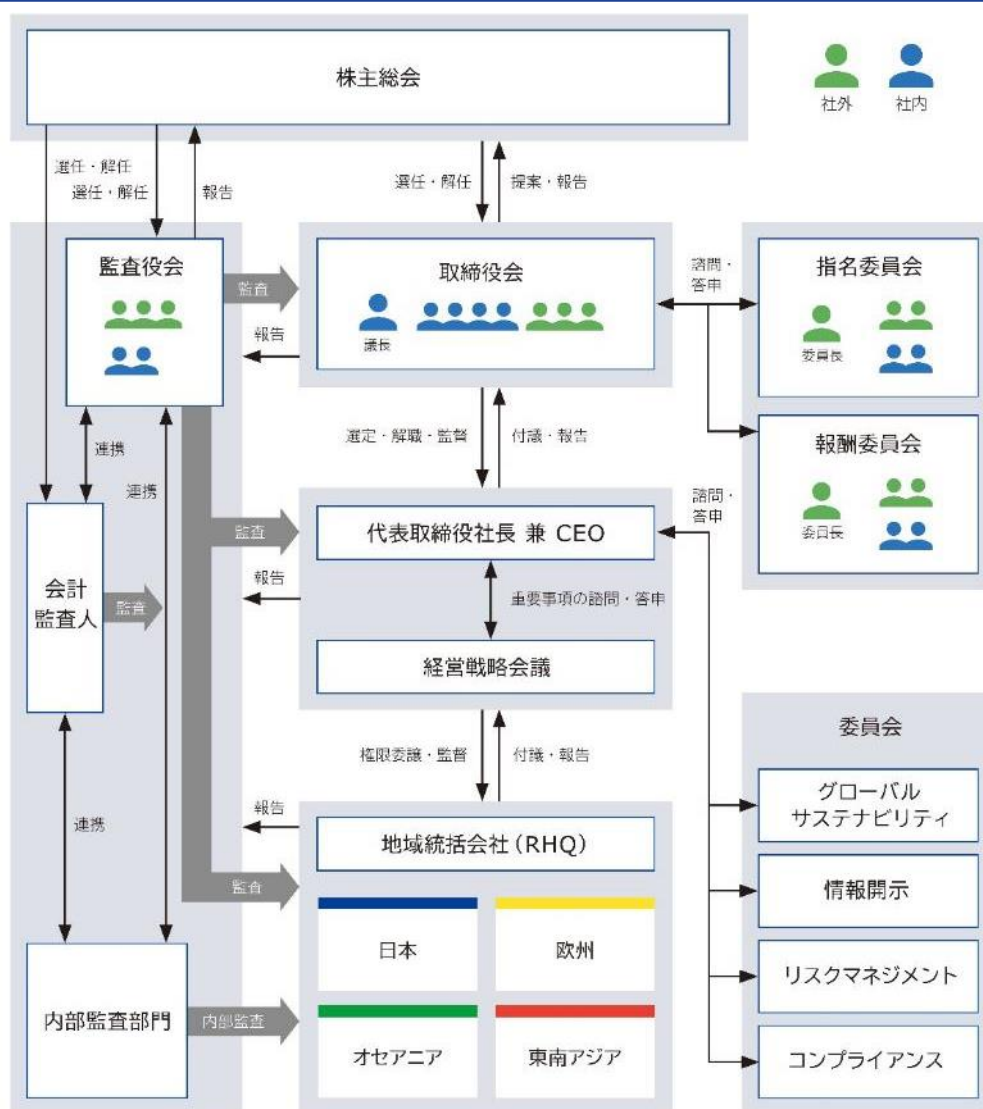 株主総会
社外
社内
選任・解任
選任・解任
報告
選任・解任
提案・報告
監査役会
監査
報告
取締役会
議長
諮問・
答申
指名委員会
委員長
報酬委員会
委員長
連携
連携
選定・解職・監督
付議・報告
諮問・
答申
会計
監査人
監査
監査
報告
代表取締役社長 兼 CEO
重要事項の諮問・答申
経営戦略会議
権限委譲・監督
付議・報告
連携
報告
監査
地域統括会社(RHQ)
日本
欧州
オセアニア
東南アジア
内部監査部門
内部監査
委員会
グローバル
サステナビリティ
情報開示
リスクマネジメント
コンプライアンス